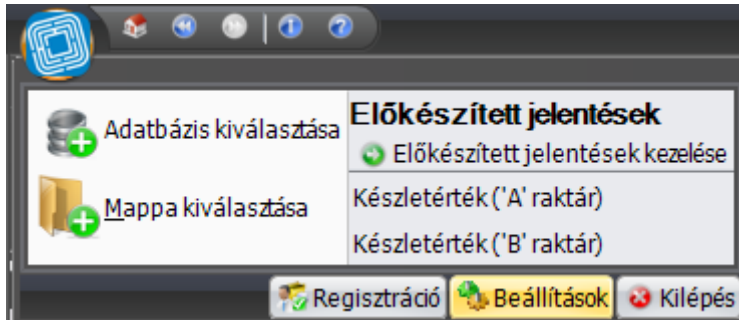 Adatbázis kiválasztása
Mappa kiválasztása
Előkészített jelentések
Előkészített jelentések kezelése
Készletérték ('A' raktár)
Készletérték ('B' raktár)
Regisztráció
Beállítások
Kilépés